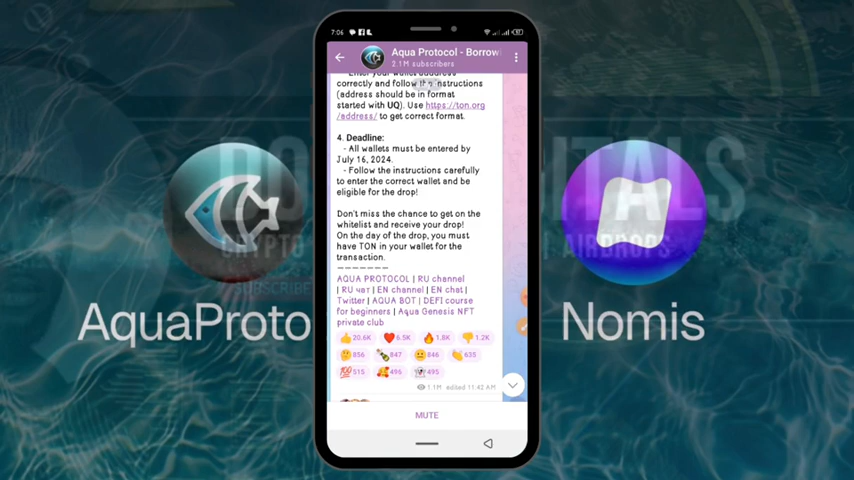 7:06
Aqua Protocol - Borrow
2.1M subscribers
correctly and follow the instructions
(address should be in format
started with UQ). Use https://ton.org
/address/ to get correct format.
4. Deadline:
- All wallets must be entered by
July 16, 2024.
- Follow the instructions carefully
to enter the correct wallet and be
eligible for the drop!
Don't miss the chance to get on the
whitelist and receive your drop!
On the day of the drop, you must
have TON in your wallet for the
transaction.
———————
AQUA PROTOCOL | RU channel
| RU чат | EN channel | EN chat |
Twitter | AQUA BOT | DEFI course
for beginners | Aqua Genesis NFT
private club
20.6K 6.5K 1.8K 1.2K
856 847 846 635
515 496 495
1.1M edited 11:42 AM
MUTE
AquaProto
Nomis
CRYPTO
AIRDROPS
SUBSCRIBE